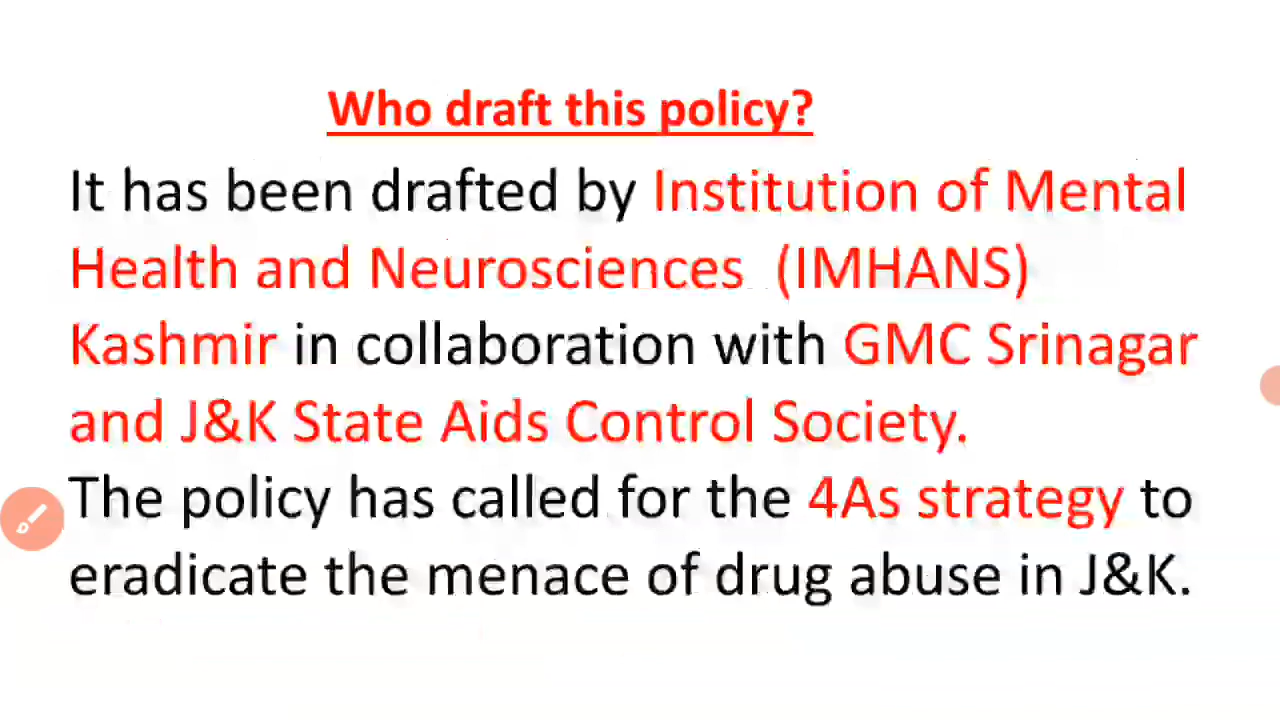 Who draft this policy?
It has been drafted by Institution of Mental
Health and Neurosciences (IMHANS)
Kashmir in collaboration with GMC Srinagar
and J&K State Aids Control Society.
The policy has called for the 4As strategy to
eradicate the menace of drug abuse in J&K.